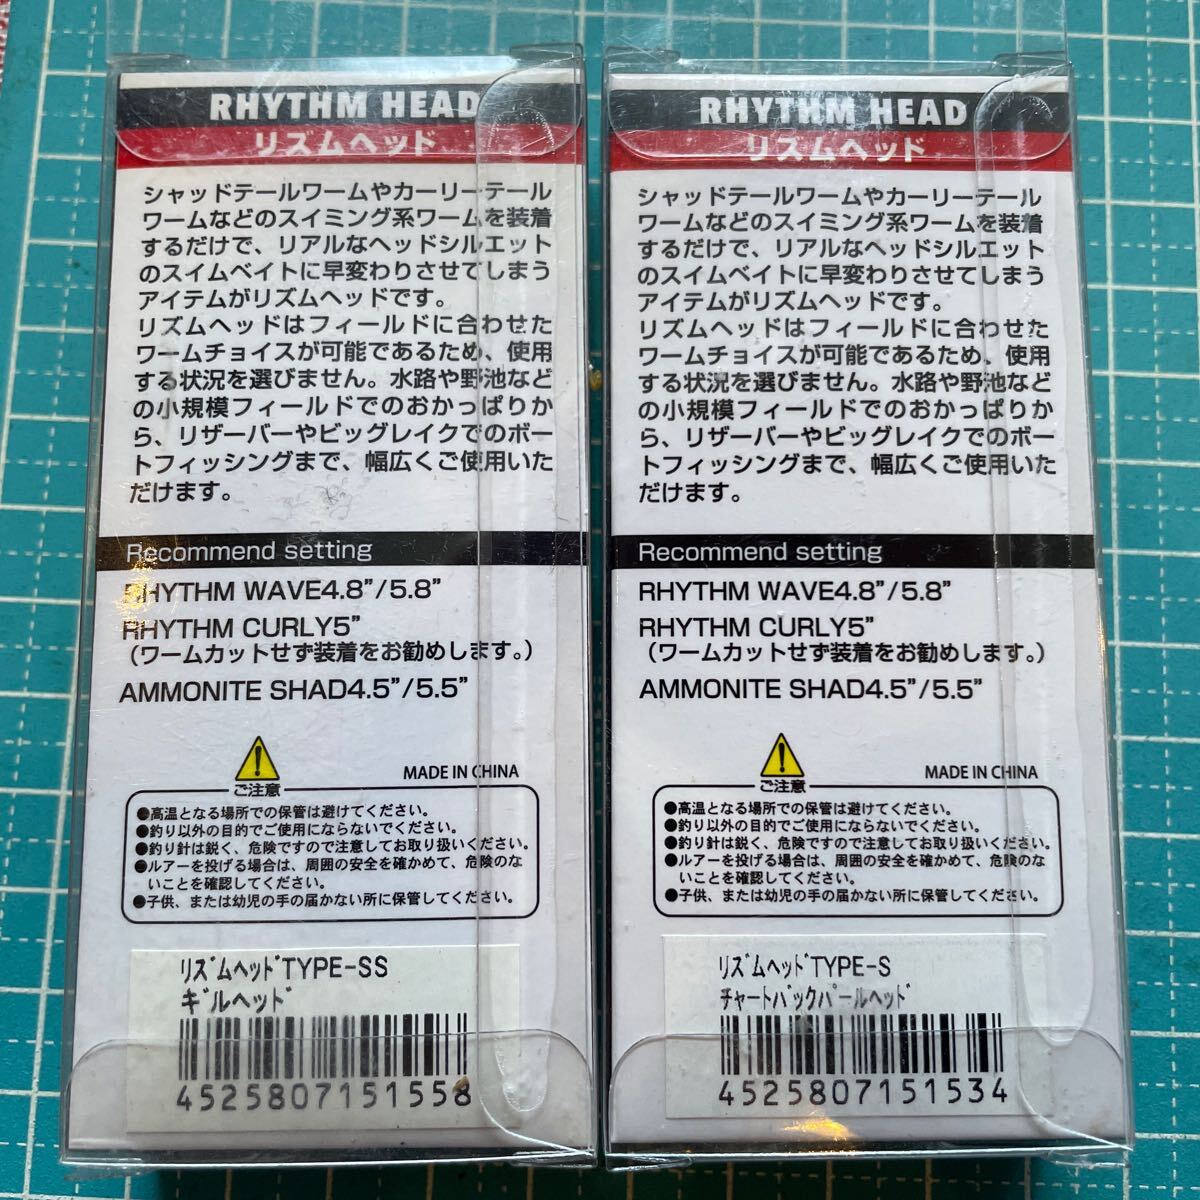 RHYTHM HEAD
リズムヘッド
シャッドテールワームやカーリーテール
ワームなどのスイミング系ワームを装着
するだけで、リアルなヘッドシルエット
のスイムベイトに早変わりさせてしまう
アイテムがリズムヘッドです。
リズムヘッドはフィールドに合わせた
ワームチョイスが可能であるため、使用
する状況を選びません。水路や野池など
の小規模フィールドでのおかっぱりか
ら、リザーバーやビッグレイクでのボー
トフィッシングまで、幅広くご使用いた
だけます。
Recommend setting
RHYTHM WAVE4.8”/5.8”
RHYTHM CURLY5”
（ワームカットせず装着をお勧めします。）
AMMONITE SHAD4.5”/5.5”
MADE IN CHINA
ご注意
●高温となる場所での保管は避けてください。
●釣り以外の目的でご使用にならないでください。
●釣り針は鋭く、危険ですので注意してお取り扱いください。
●ルアーを投げる場合は、周囲の安全を確かめて、危険のな
いことを確認してください。
●子供、または幼児の手の届かない所に保管してください。
ﾘｽﾞﾑﾍｯﾄﾞTYPE-SS
ｷﾞﾙﾍｯﾄﾞ
4525807151558
RHYTHM HEAD
リズムヘッド
シャッドテールワームやカーリーテール
ワームなどのスイミング系ワームを装着
するだけで、リアルなヘッドシルエット
のスイムベイトに早変わりさせてしまう
アイテムがリズムヘッドです。
リズムヘッドはフィールドに合わせた
ワームチョイスが可能であるため、使用
する状況を選びません。水路や野池など
の小規模フィールドでのおかっぱりか
ら、リザーバーやビッグレイクでのボー
トフィッシングまで、幅広くご使用いた
だけます。
Recommend setting
RHYTHM WAVE4.8”/5.8”
RHYTHM CURLY5”
（ワームカットせず装着をお勧めします。）
AMMONITE SHAD4.5”/5.5”
MADE IN CHINA
ご注意
●高温となる場所での保管は避けてください。
●釣り以外の目的でご使用にならないでください。
●釣り針は鋭く、危険ですので注意してお取り扱いください。
●ルアーを投げる場合は、周囲の安全を確かめて、危険のな
いことを確認してください。
●子供、または幼児の手の届かない所に保管してください。
ﾘｽﾞﾑﾍｯﾄﾞTYPE-S
ﾁｬｰﾄﾊﾞｯｸﾊﾟｰﾙﾍｯﾄﾞ
4525807151534